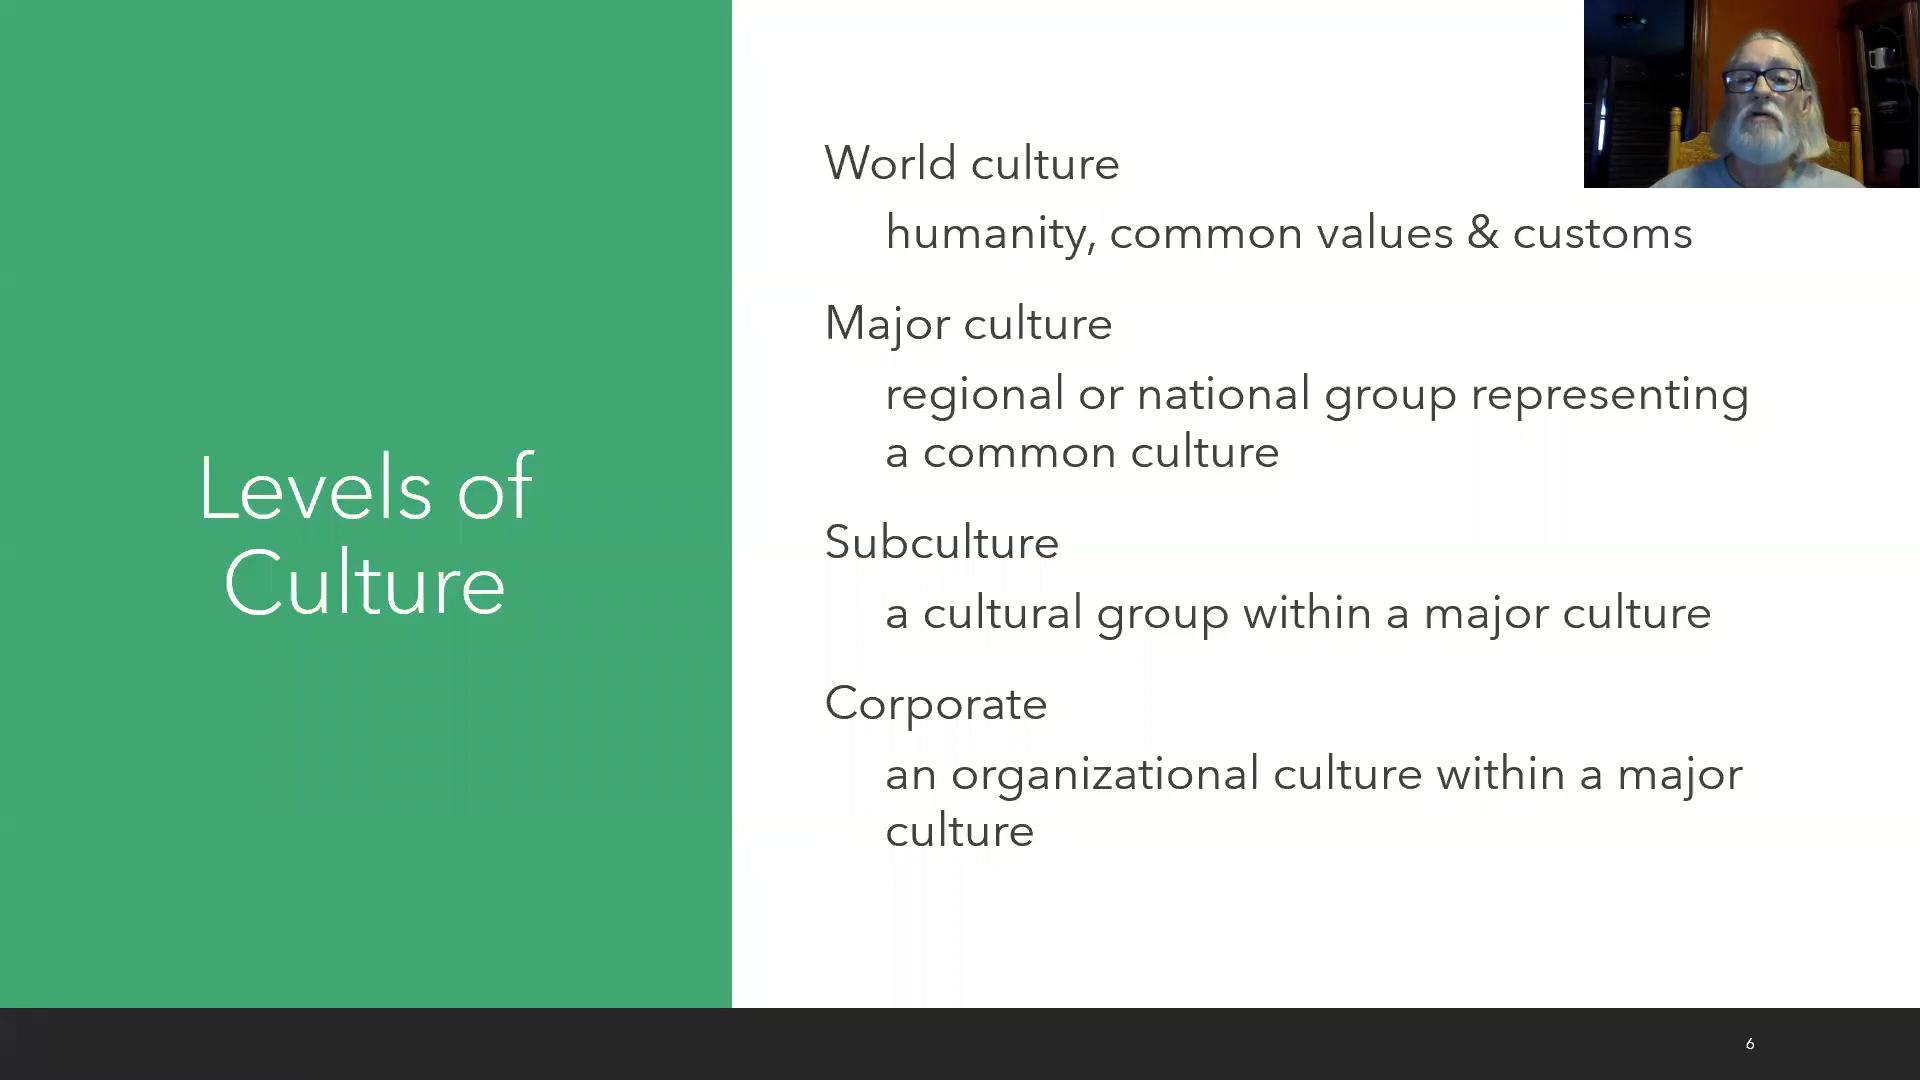 Levels of
Culture
World culture
humanity, common values & customs
Major culture
regional or national group representing
a common culture
Subculture
a cultural group within a major culture
Corporate
an organizational culture within a major
culture
6